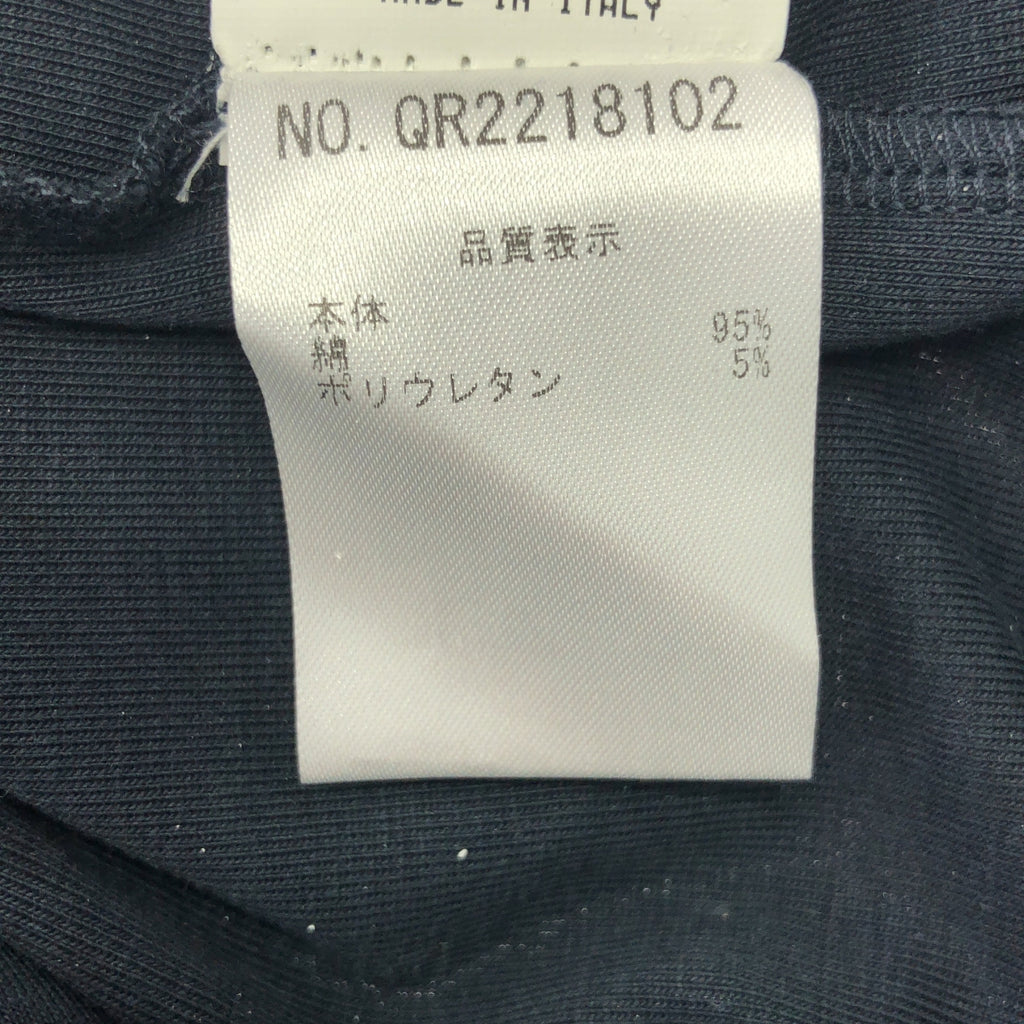 MADE IN ITALY
NO. QR2218102
品質表示
本体
綿 95%
ポリウレタン 5%